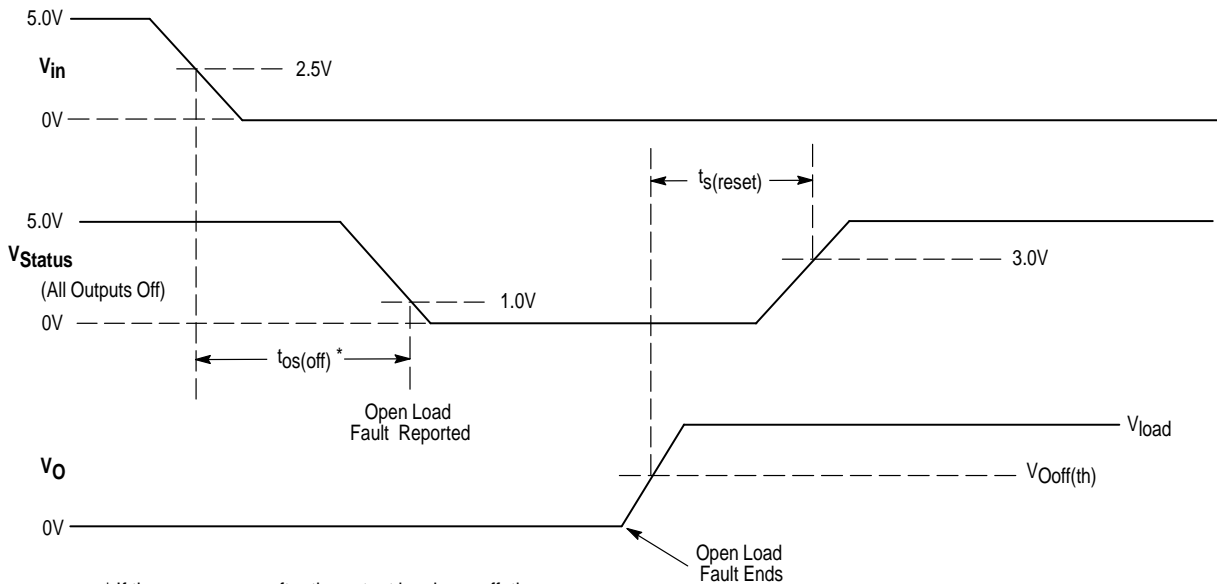 5.0V
Vin
2.5V
0V
ts(reset)
5.0V
VStatus
3.0V
(All Outputs Off)
1.0V
0V
tos(off) *
Open Load
Fault Reported
Vload
VO
VOoff(th)
0V
Open Load
Fault Ends